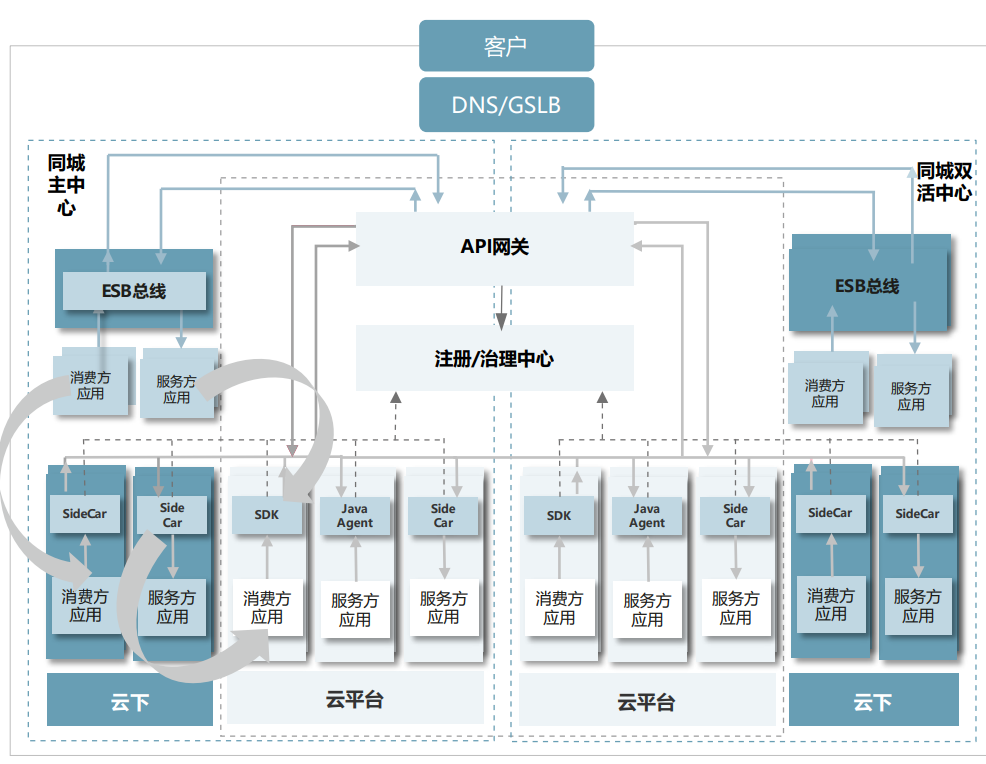 客户
DNS/GSLB
同城
主中
心
同城双
活中心
API网关
ESB总线
ESB总线
注册/治理中心
消费方
应用
服务方
应用
消费方
应用
服务方
应用
SideCar
Side
Car
SDK
Java
Agent
Side
Car
SDK
Java
Agent
Side
Car
SideCar
SideCar
消费方
应用
服务方
应用
消费方
应用
服务方
应用
服务方
应用
消费方
应用
服务方
应用
服务方
应用
消费方
应用
服务方
应用
云下
云平台
云平台
云下